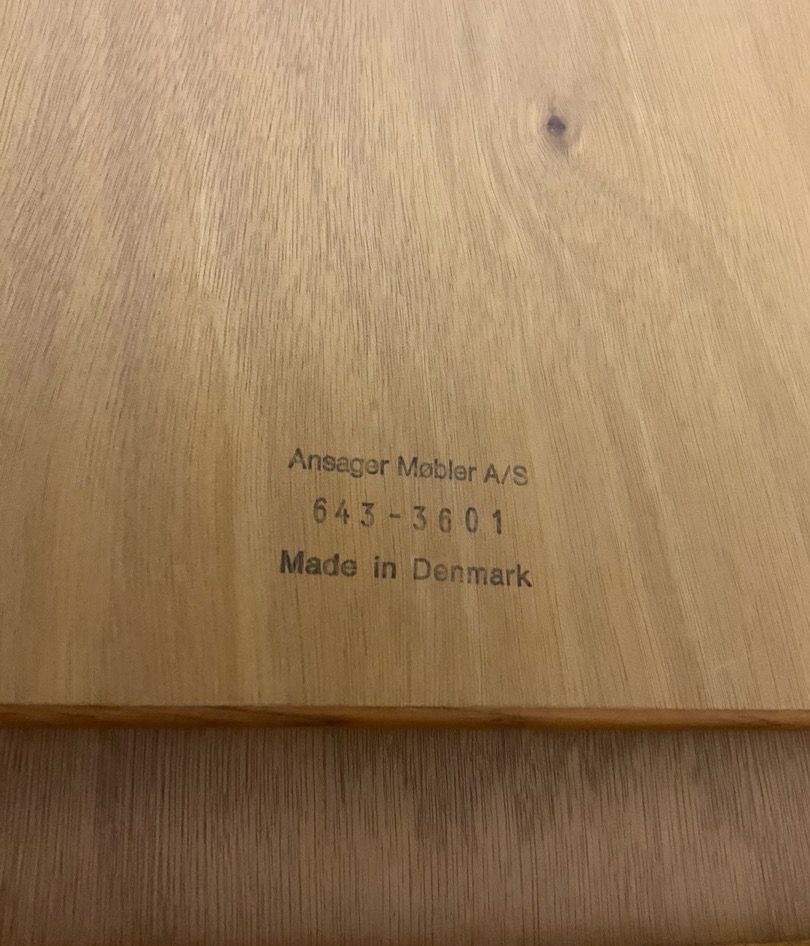 Ansager Møbler A/S
643-3601
Made in Denmark